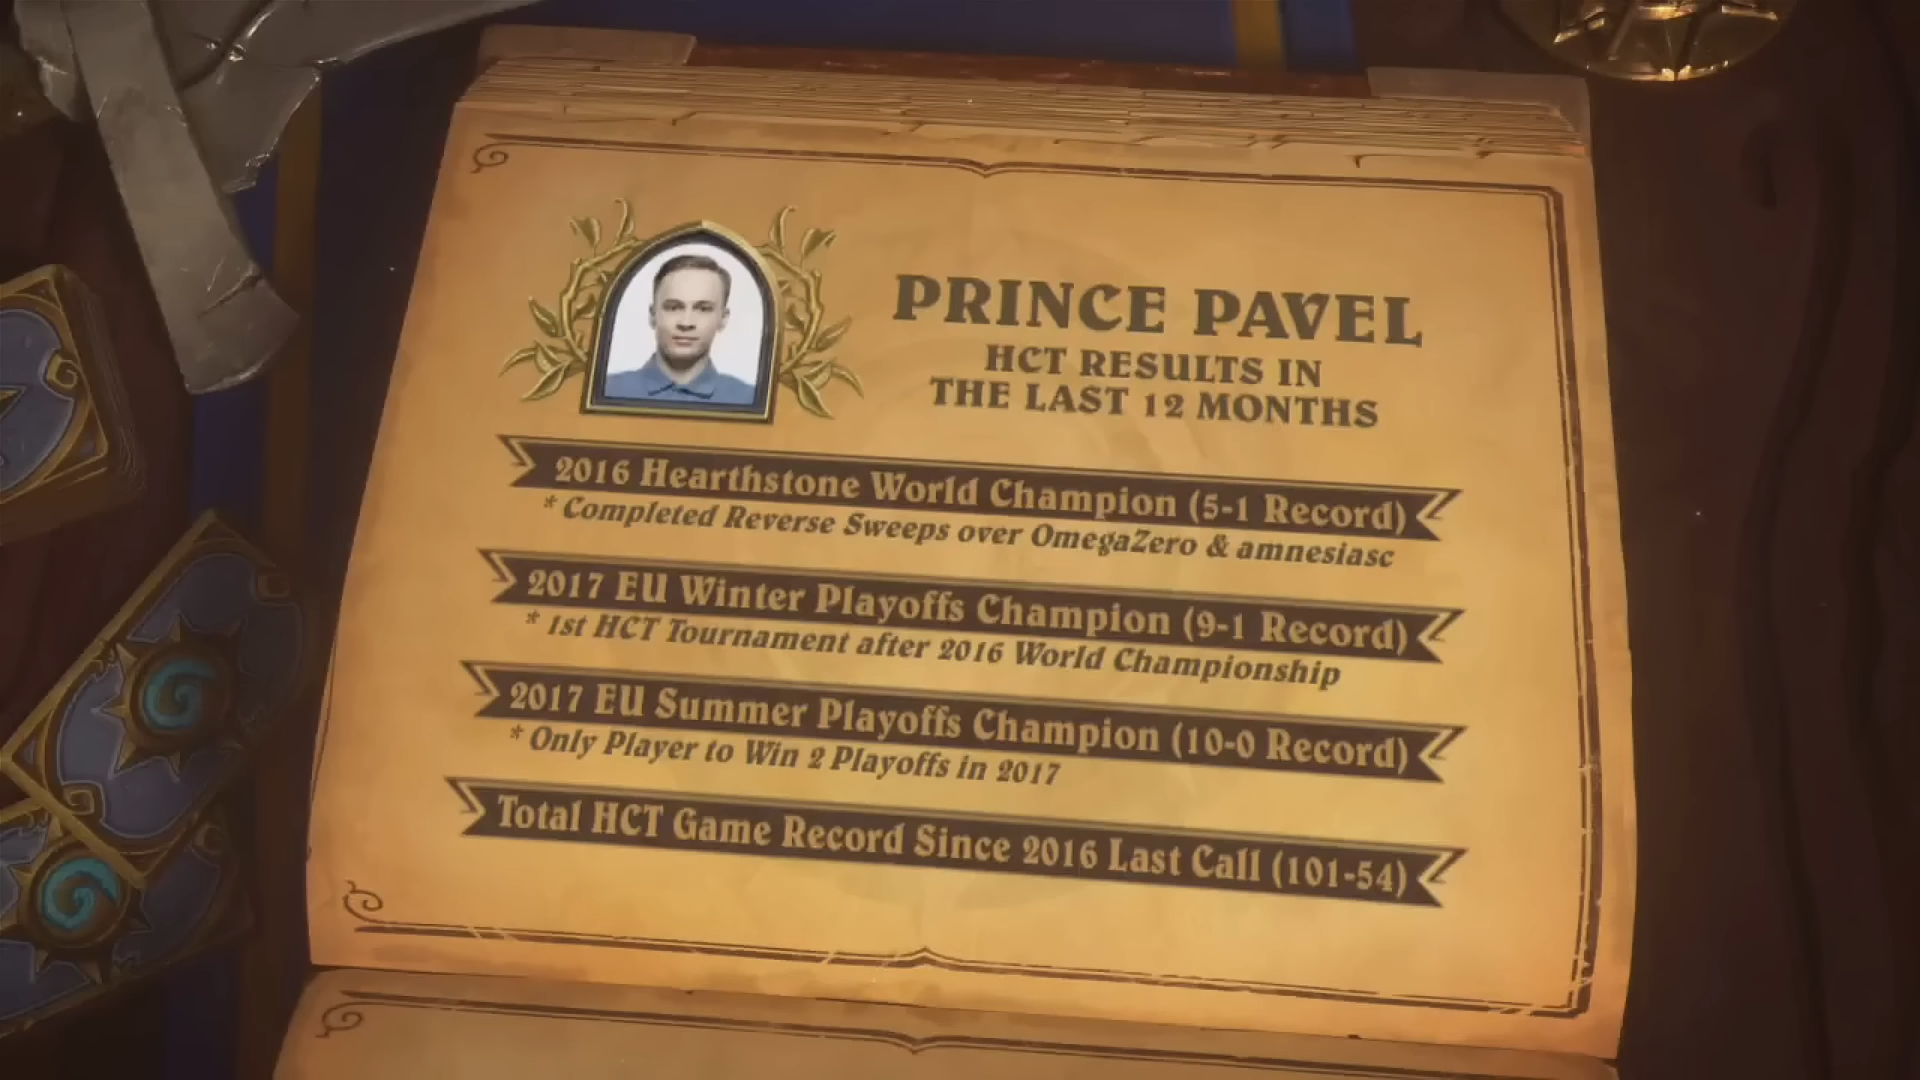 PRINCE PAVEL
HCT RESULTS IN
THE LAST 12 MONTHS
2016 Hearthstone World Champion (5-1 Record)
* Completed Reverse Sweeps over OmegaZero & amnesiasc
2017 EU Winter Playoffs Champion (9-1 Record)
* 1st HCT Tournament after 2016 World Championship
2017 EU Summer Playoffs Champion (10-0 Record)
* Only Player to Win 2 Playoffs in 2017
Total HCT Game Record Since 2016 Last Call (101-54)